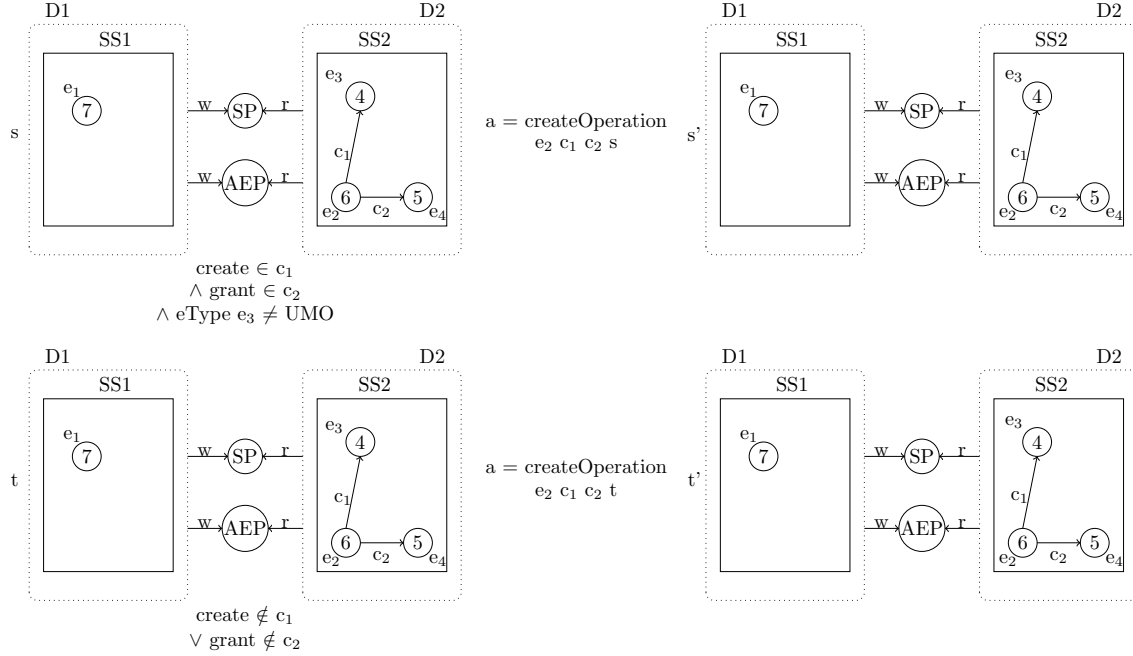 D1 D2 D1 D2
SS1 SS2 SS1 SS2
e₃ 4 e₃ 4
e₁ 7 w SP r e₁ 7 w SP r
s a = createOperation s'
e₂ c₁ c₂ s
c₁ c₁
w AEP r w AEP r
6 5 6 5
e₂ c₂ e₄ e₂ c₂ e₄
create ∈ c₁
∧ grant ∈ c₂
∧ eType e₃ ≠ UMO
D1 D2 D1 D2
SS1 SS2 SS1 SS2
e₃ 4 e₃ 4
e₁ 7 w SP r e₁ 7 w SP r
t a = createOperation t'
e₂ c₁ c₂ t
c₁ c₁
w AEP r w AEP r
6 5 6 5
e₂ c₂ e₄ e₂ c₂ e₄
create ∉ c₁
∨ grant ∉ c₂